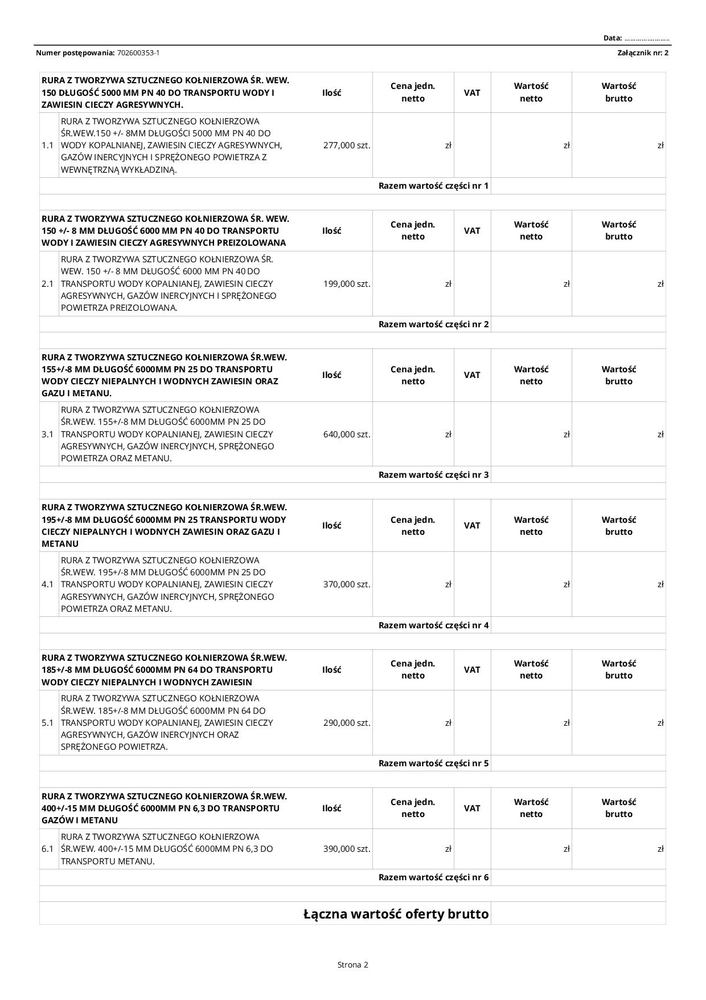 Data: ........................
Numer postępowania: 702600353-1 Załącznik nr: 2
RURA Z TWORZYWA SZTUCZNEGO KOŁNIERZOWA ŚR. WEW.
150 DŁUGOŚĆ 5000 MM PN 40 DO TRANSPORTU WODY I
ZAWIESIN CIECZY AGRESYWNYCH.
Ilość
Cena jedn.
netto
VAT
Wartość
netto
Wartość
brutto
1.1
RURA Z TWORZYWA SZTUCZNEGO KOŁNIERZOWA
ŚR.WEW.150 +/- 8MM DŁUGOŚCI 5000 MM PN 40 DO
WODY KOPALNIANEJ, ZAWIESIN CIECZY AGRESYWNYCH,
GAZÓW INERCYJNYCH I SPRĘŻONEGO POWIETRZA Z
WEWNĘTRZNĄ WYKŁADZINĄ.
277,000 szt.
zł
zł
zł
Razem wartość części nr 1
RURA Z TWORZYWA SZTUCZNEGO KOŁNIERZOWA ŚR. WEW.
150 +/- 8 MM DŁUGOŚĆ 6000 MM PN 40 DO TRANSPORTU
WODY I ZAWIESIN CIECZY AGRESYWNYCH PREIZOLOWANA
Ilość
Cena jedn.
netto
VAT
Wartość
netto
Wartość
brutto
2.1
RURA Z TWORZYWA SZTUCZNEGO KOŁNIERZOWA ŚR.
WEW. 150 +/- 8 MM DŁUGOŚĆ 6000 MM PN 40 DO
TRANSPORTU WODY KOPALNIANEJ, ZAWIESIN CIECZY
AGRESYWNYCH, GAZÓW INERCYJNYCH I SPRĘŻONEGO
POWIETRZA PREIZOLOWANA.
199,000 szt.
zł
zł
zł
Razem wartość części nr 2
RURA Z TWORZYWA SZTUCZNEGO KOŁNIERZOWA ŚR.WEW.
155+/-8 MM DŁUGOŚĆ 6000MM PN 25 DO TRANSPORTU
WODY CIECZY NIEPALNYCH I WODNYCH ZAWIESIN ORAZ
GAZU I METANU.
Ilość
Cena jedn.
netto
VAT
Wartość
netto
Wartość
brutto
3.1
RURA Z TWORZYWA SZTUCZNEGO KOŁNIERZOWA
ŚR.WEW. 155+/-8 MM DŁUGOŚĆ 6000MM PN 25 DO
TRANSPORTU WODY KOPALNIANEJ, ZAWIESIN CIECZY
AGRESYWNYCH, GAZÓW INERCYJNYCH, SPRĘŻONEGO
POWIETRZA ORAZ METANU.
640,000 szt.
zł
zł
zł
Razem wartość części nr 3
RURA Z TWORZYWA SZTUCZNEGO KOŁNIERZOWA ŚR.WEW.
195+/-8 MM DŁUGOŚĆ 6000MM PN 25 TRANSPORTU WODY
CIECZY NIEPALNYCH I WODNYCH ZAWIESIN ORAZ GAZU I
METANU
Ilość
Cena jedn.
netto
VAT
Wartość
netto
Wartość
brutto
4.1
RURA Z TWORZYWA SZTUCZNEGO KOŁNIERZOWA
ŚR.WEW. 195+/-8 MM DŁUGOŚĆ 6000MM PN 25 DO
TRANSPORTU WODY KOPALNIANEJ, ZAWIESIN CIECZY
AGRESYWNYCH, GAZÓW INERCYJNYCH, SPRĘŻONEGO
POWIETRZA ORAZ METANU.
370,000 szt.
zł
zł
zł
Razem wartość części nr 4
RURA Z TWORZYWA SZTUCZNEGO KOŁNIERZOWA ŚR.WEW.
185+/-8 MM DŁUGOŚĆ 6000MM PN 64 DO TRANSPORTU
WODY CIECZY NIEPALNYCH I WODNYCH ZAWIESIN
Ilość
Cena jedn.
netto
VAT
Wartość
netto
Wartość
brutto
5.1
RURA Z TWORZYWA SZTUCZNEGO KOŁNIERZOWA
ŚR.WEW. 185+/-8 MM DŁUGOŚĆ 6000MM PN 64 DO
TRANSPORTU WODY KOPALNIANEJ, ZAWIESIN CIECZY
AGRESYWNYCH, GAZÓW INERCYJNYCH ORAZ
SPRĘŻONEGO POWIETRZA.
290,000 szt.
zł
zł
zł
Razem wartość części nr 5
RURA Z TWORZYWA SZTUCZNEGO KOŁNIERZOWA ŚR.WEW.
400+/-15 MM DŁUGOŚĆ 6000MM PN 6,3 DO TRANSPORTU
GAZÓW I METANU
Ilość
Cena jedn.
netto
VAT
Wartość
netto
Wartość
brutto
6.1
RURA Z TWORZYWA SZTUCZNEGO KOŁNIERZOWA
ŚR.WEW. 400+/-15 MM DŁUGOŚĆ 6000MM PN 6,3 DO
TRANSPORTU METANU.
390,000 szt.
zł
zł
zł
Razem wartość części nr 6
Łączna wartość oferty brutto
Strona 2